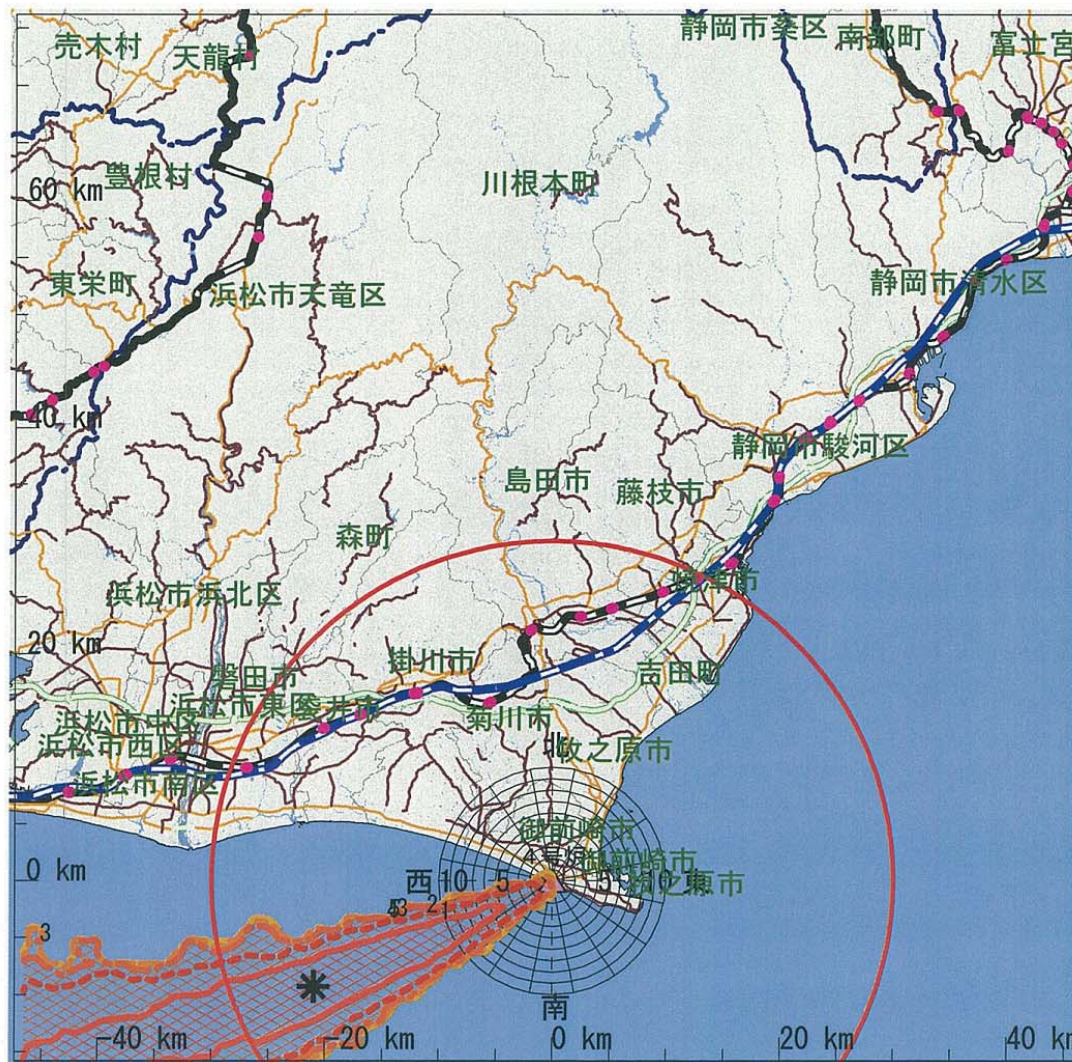 静岡市葵区
南部町
富士宮
売木村
天龍村
豊根村
60 km
川根本町
東栄町
浜松市天竜区
静岡市清水区
40 km
静岡市駿河区
島田市
藤枝市
森町
焼津市
浜松市浜北区
20 km
掛川市
吉田町
磐田市
浜松市東区
袋井市
浜松市中区
菊川市
浜松市西区
北
牧之原市
浜松市南区
御前崎市
0 km
御前崎市
西 10 5 5 10 東
牧之原市
2
3
南
-40 km
-20 km
0 km
20 km
40 k